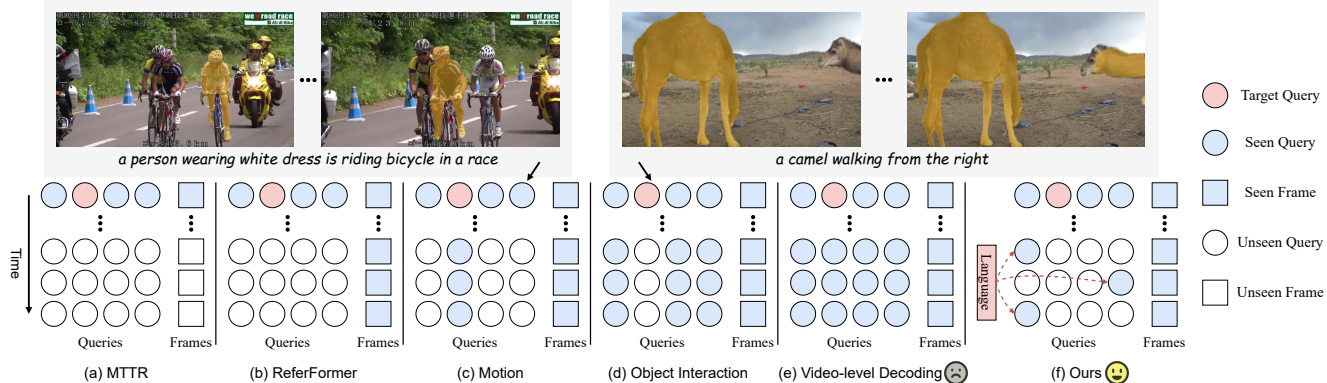 we road race
a person wearing white dress is riding bicycle in a race
a camel walking from the right
Time
Language
Queries Frames
Queries Frames
Queries Frames
Queries Frames
Queries Frames
Queries Frames
(a) MTTR
(b) ReferFormer
(c) Motion
(d) Object Interaction
(e) Video-level Decoding
(f) Ours
Target Query
Seen Query
Seen Frame
Unseen Query
Unseen Frame